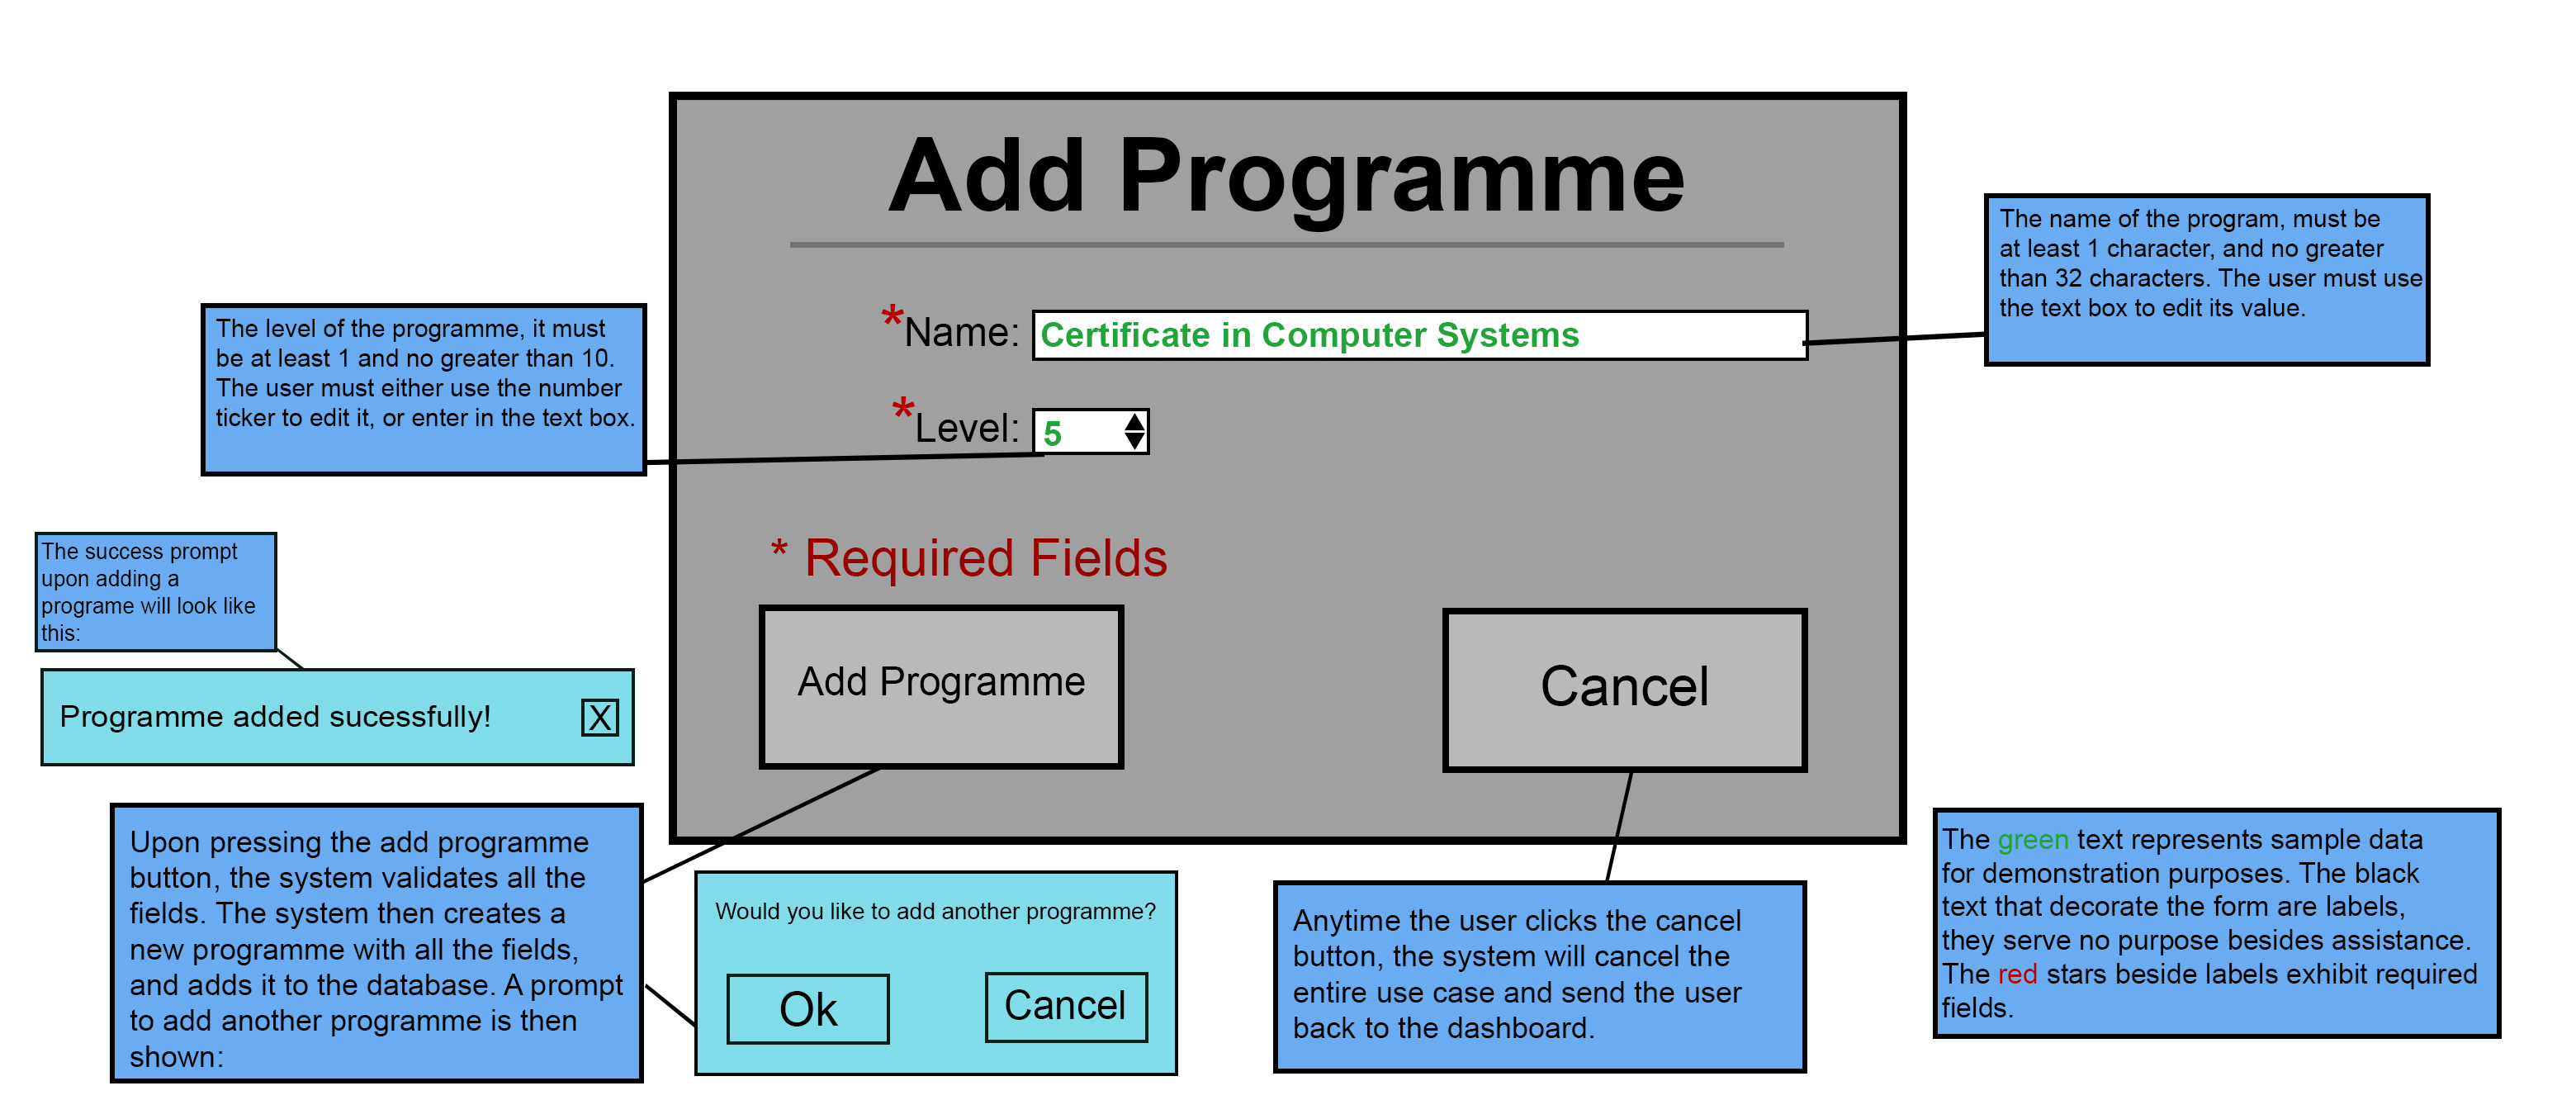 Add Programme
*Name: Certificate in Computer Systems
*Level: 5
* Required Fields
Add Programme
Cancel
The name of the program, must be
at least 1 character, and no greater
than 32 characters. The user must use
the text box to edit its value.
The level of the programme, it must
be at least 1 and no greater than 10.
The user must either use the number
ticker to edit it, or enter in the text box.
The success prompt
upon adding a
programe will look like
this:
Programme added sucessfully! X
Upon pressing the add programme
button, the system validates all the
fields. The system then creates a
new programme with all the fields,
and adds it to the database. A prompt
to add another programme is then
shown:
Would you like to add another programme?
Ok
Cancel
Anytime the user clicks the cancel
button, the system will cancel the
entire use case and send the user
back to the dashboard.
The green text represents sample data
for demonstration purposes. The black
text that decorate the form are labels,
they serve no purpose besides assistance.
The red stars beside labels exhibit required
fields.